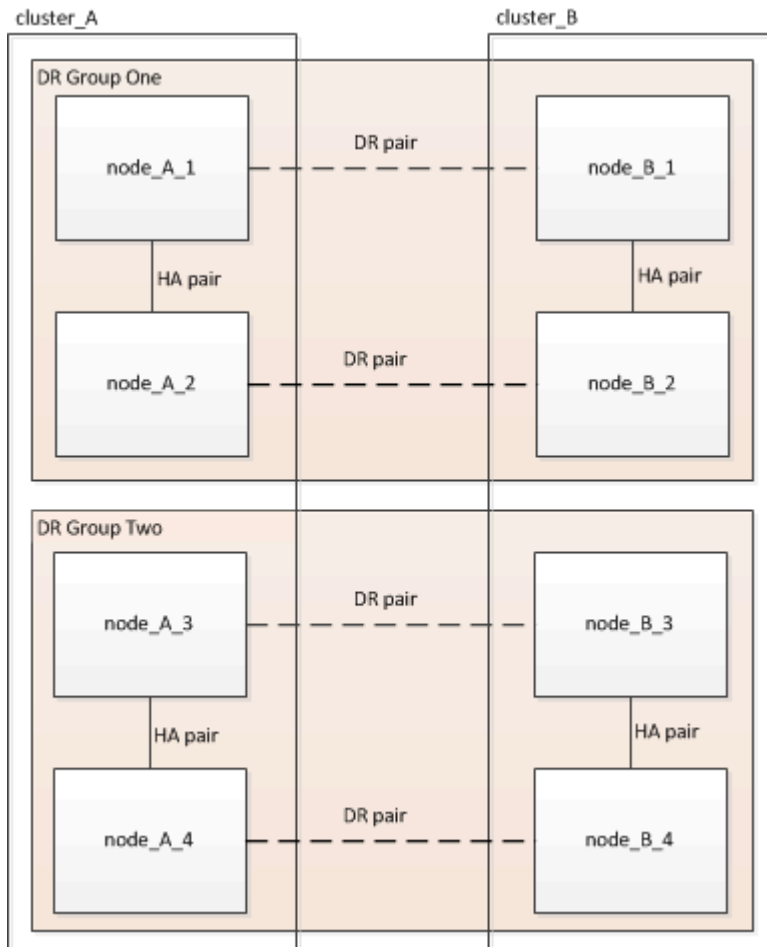 cluster_A
cluster_B
DR Group One
node_A_1
DR pair
node_B_1
HA pair
HA pair
node_A_2
DR pair
node_B_2
DR Group Two
node_A_3
DR pair
node_B_3
HA pair
HA pair
node_A_4
DR pair
node_B_4